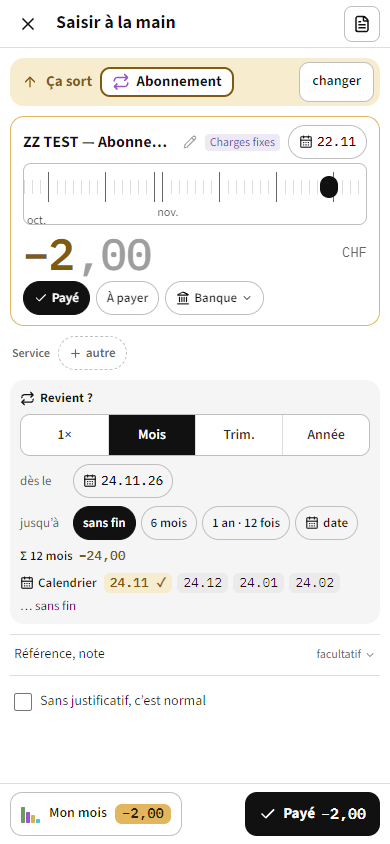 Saisir à la main
Ça sort Abonnement changer
ZZ TEST — Abonne… Charges fixes 22.11
oct. nov.
−2,00 CHF
Payé À payer Banque
Service + autre
Revient ?
1× Mois Trim. Année
dès le 24.11.26
jusqu'à sans fin 6 mois 1 an · 12 fois date
Σ 12 mois −24,00
Calendrier 24.11 ✓ 24.12 24.01 24.02
… sans fin
Référence, note facultatif
Sans justificatif, c'est normal
Mon mois −2,00 Payé −2,00